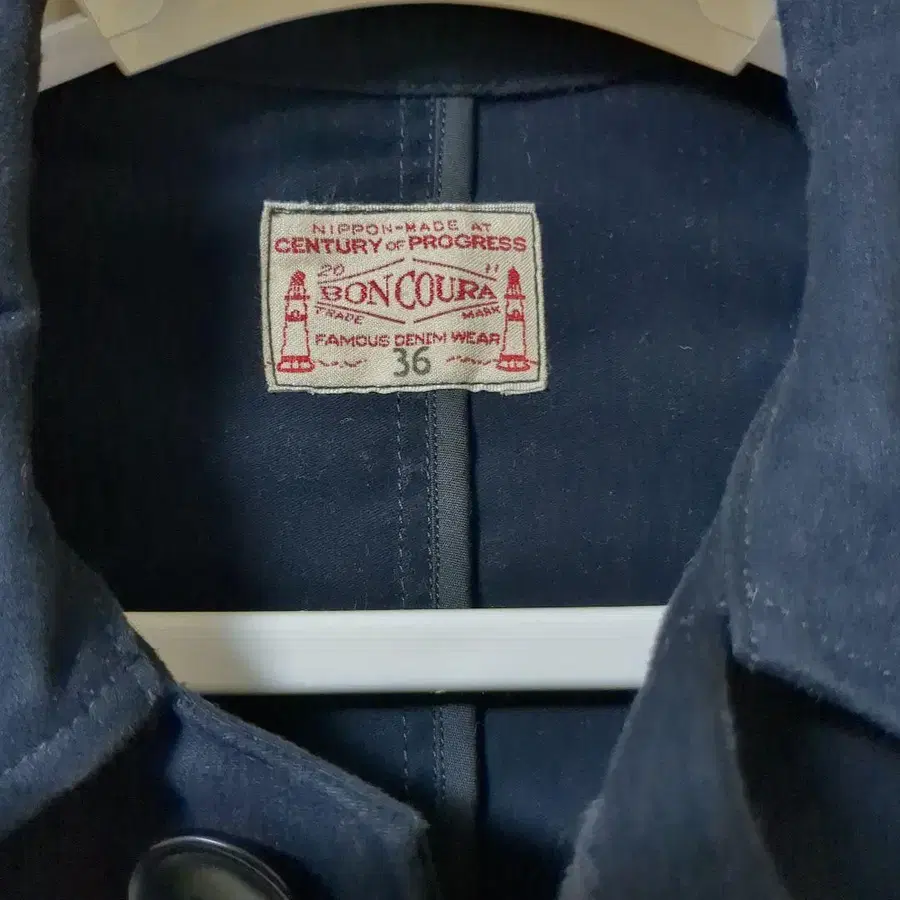 NIPPON-MADE AT
CENTURY OF PROGRESS
20 11
BONCOURA
TRADE MARK
FAMOUS DENIM WEAR
36